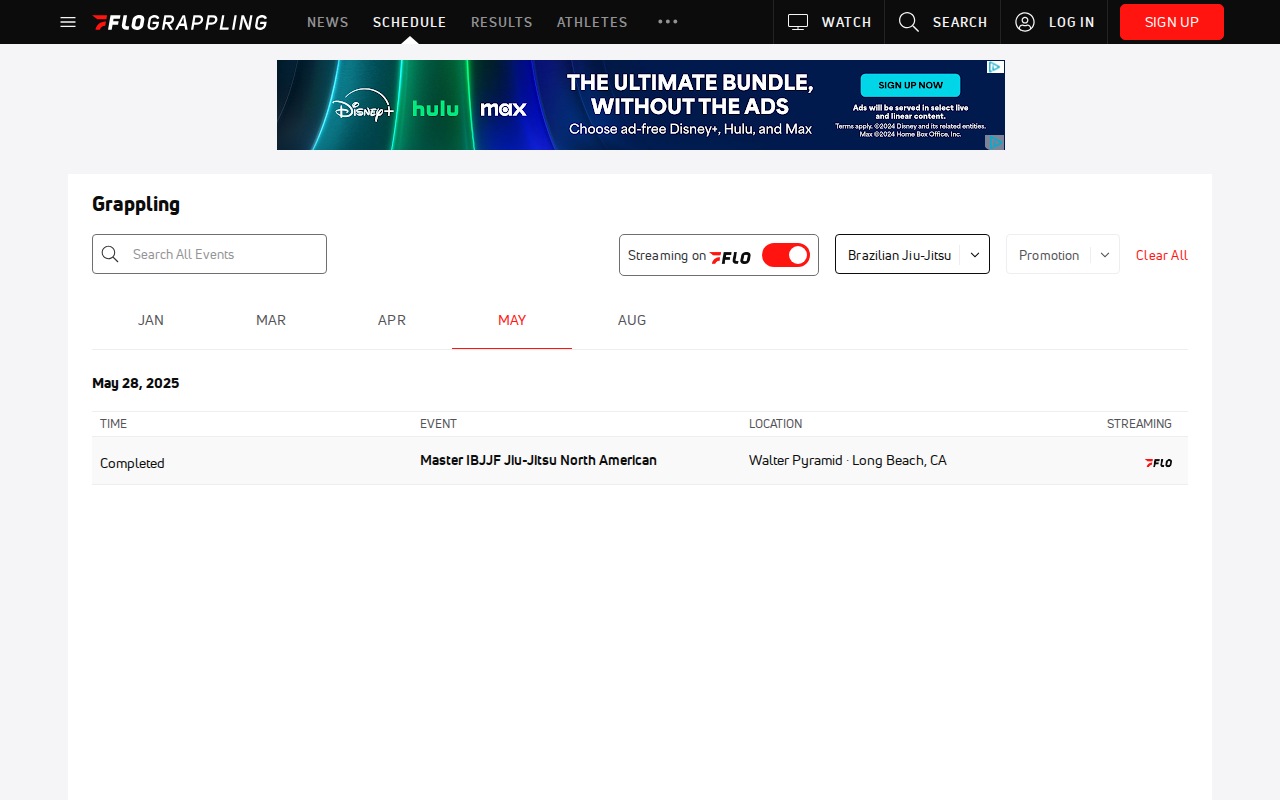 FLOGRAPPLING NEWS SCHEDULE RESULTS ATHLETES WATCH SEARCH LOG IN SIGN UP
Disney+ hulu max
THE ULTIMATE BUNDLE,
WITHOUT THE ADS
Choose ad-free Disney+, Hulu, and Max
SIGN UP NOW
Ads will be served in select live
and linear content.
Terms apply. ©2024 Disney and its related entities.
Max ©2024 Home Box Office, Inc.
Grappling
Search All Events
Streaming on FLO
Brazilian Jiu-Jitsu
Promotion
Clear All
JAN MAR APR MAY AUG
May 28, 2025
TIME EVENT LOCATION STREAMING
Completed Master IBJJF Jiu-Jitsu North American Walter Pyramid · Long Beach, CA FLO